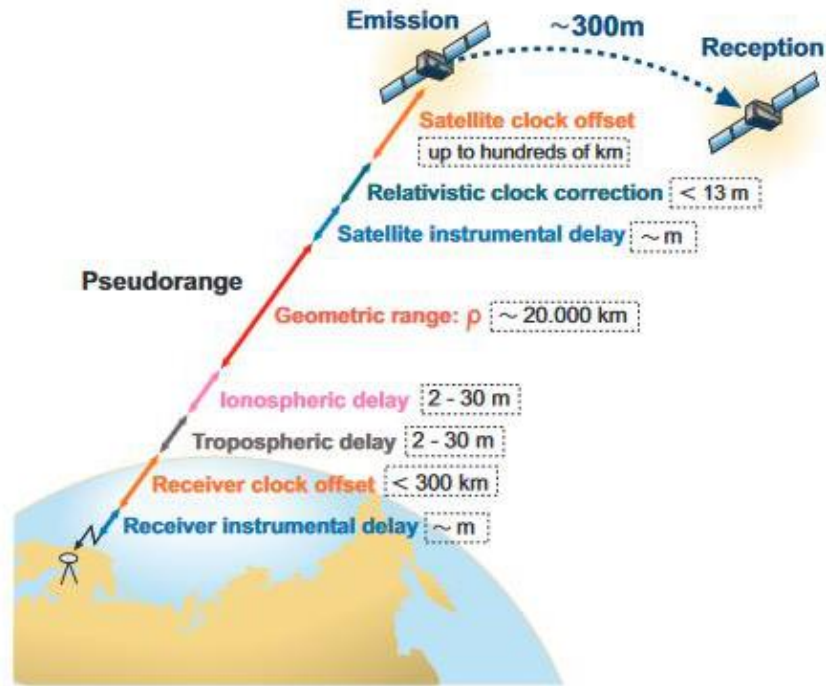 Emission
~300m
Reception
Satellite clock offset
up to hundreds of km
Relativistic clock correction < 13 m
Satellite instrumental delay ~ m
Pseudorange
Geometric range: ρ ~ 20.000 km
Ionospheric delay 2 - 30 m
Tropospheric delay 2 - 30 m
Receiver clock offset < 300 km
Receiver instrumental delay ~ m